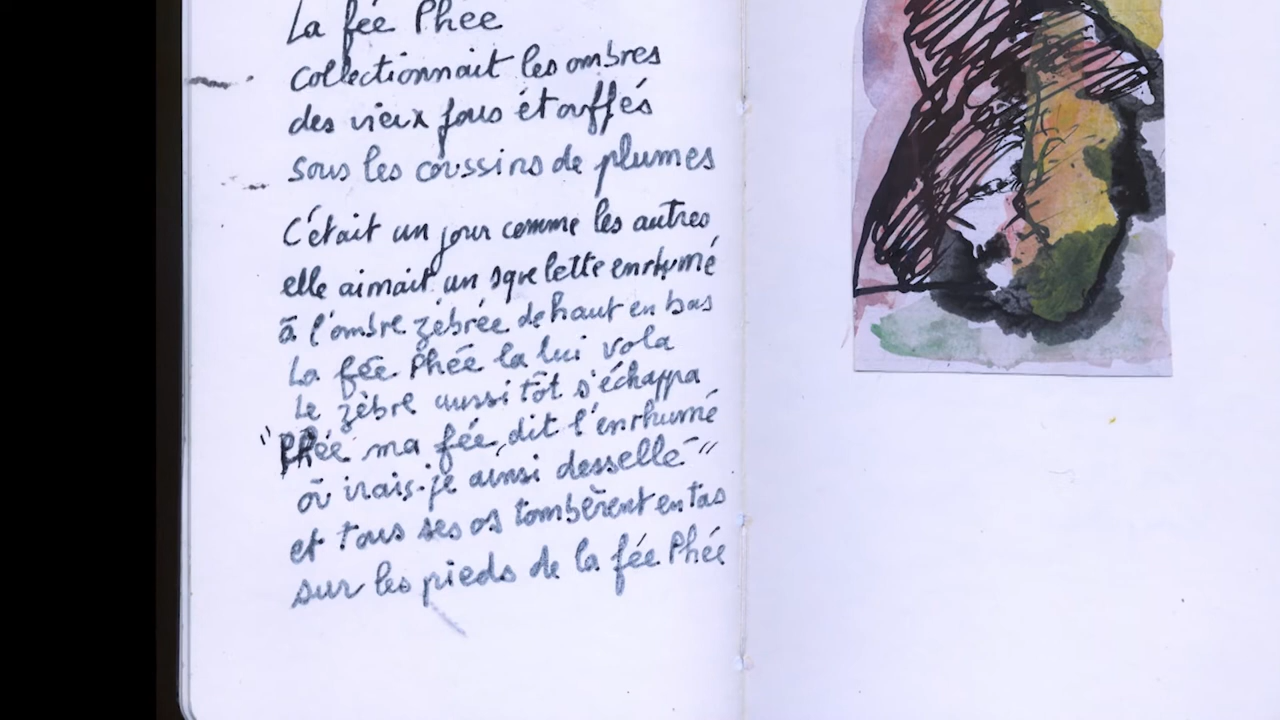 La fée Phée
collectionnait les ombres
des vieux fous étouffés
sous les coussins de plumes
C'était un jour comme les autres
elle aimait un squelette enrhumé
à l'ombre zébrée de haut en bas
La fée Phée la lui vola
Le zèbre aussitôt s'échappa
"Phée ma fée, dit l'enrhumé
où irais-je ainsi dessellé"
et tous ses os tombèrent en tas
sur les pieds de la fée Phée